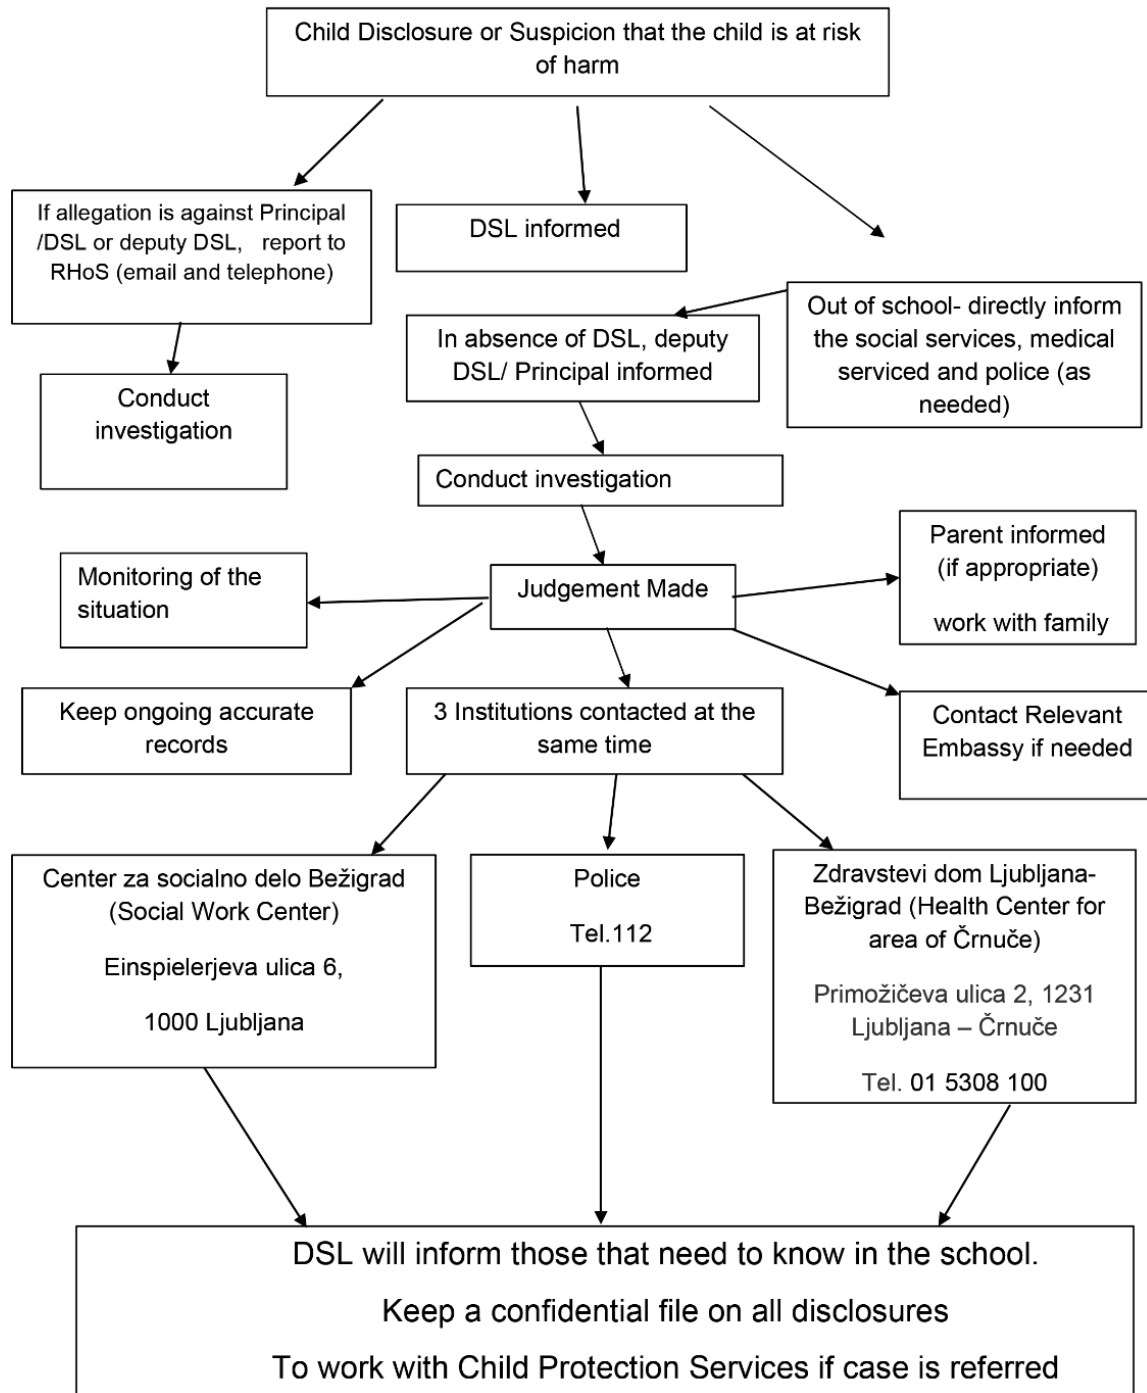 Child Disclosure or Suspicion that the child is at risk
of harm
If allegation is against Principal
/DSL or deputy DSL, report to
RHoS (email and telephone)
DSL informed
Out of school- directly inform
the social services, medical
serviced and police (as
needed)
In absence of DSL, deputy
DSL/ Principal informed
Conduct
investigation
Conduct investigation
Parent informed
(if appropriate)
work with family
Monitoring of the
situation
Judgement Made
Keep ongoing accurate
records
3 Institutions contacted at the
same time
Contact Relevant
Embassy if needed
Center za socialno delo Bežigrad
(Social Work Center)
Einspielerjeva ulica 6,
1000 Ljubljana
Police
Tel.112
Zdravstevi dom Ljubljana-
Bežigrad (Health Center for
area of Črnuče)
Primožičeva ulica 2, 1231
Ljubljana – Črnuče
Tel. 01 5308 100
DSL will inform those that need to know in the school.
Keep a confidential file on all disclosures
To work with Child Protection Services if case is referred